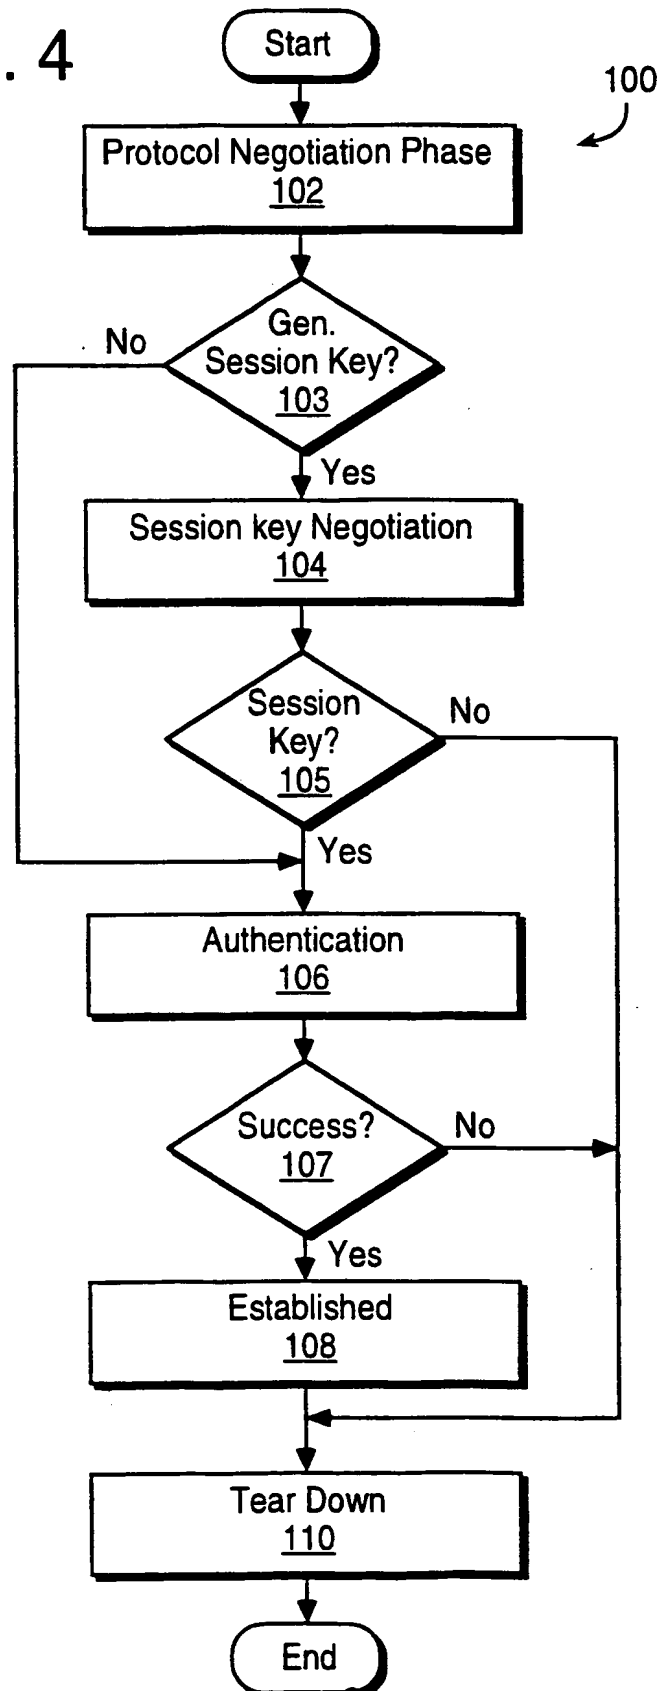 . 4
Start
100
Protocol Negotiation Phase
102
Gen.
Session Key?
103
No
Yes
Session key Negotiation
104
Session
Key?
105
No
Yes
Authentication
106
Success?
107
No
Yes
Established
108
Tear Down
110
End